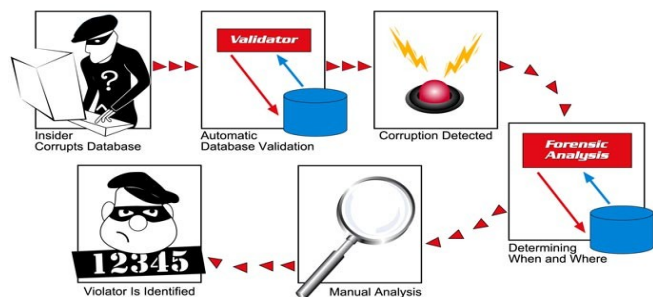 ?
Validator
Insider
Corrupts Database
Automatic
Database Validation
Corruption Detected
Forensic
Analysis
Determining
When and Where
Manual Analysis
12345
Violator Is Identified